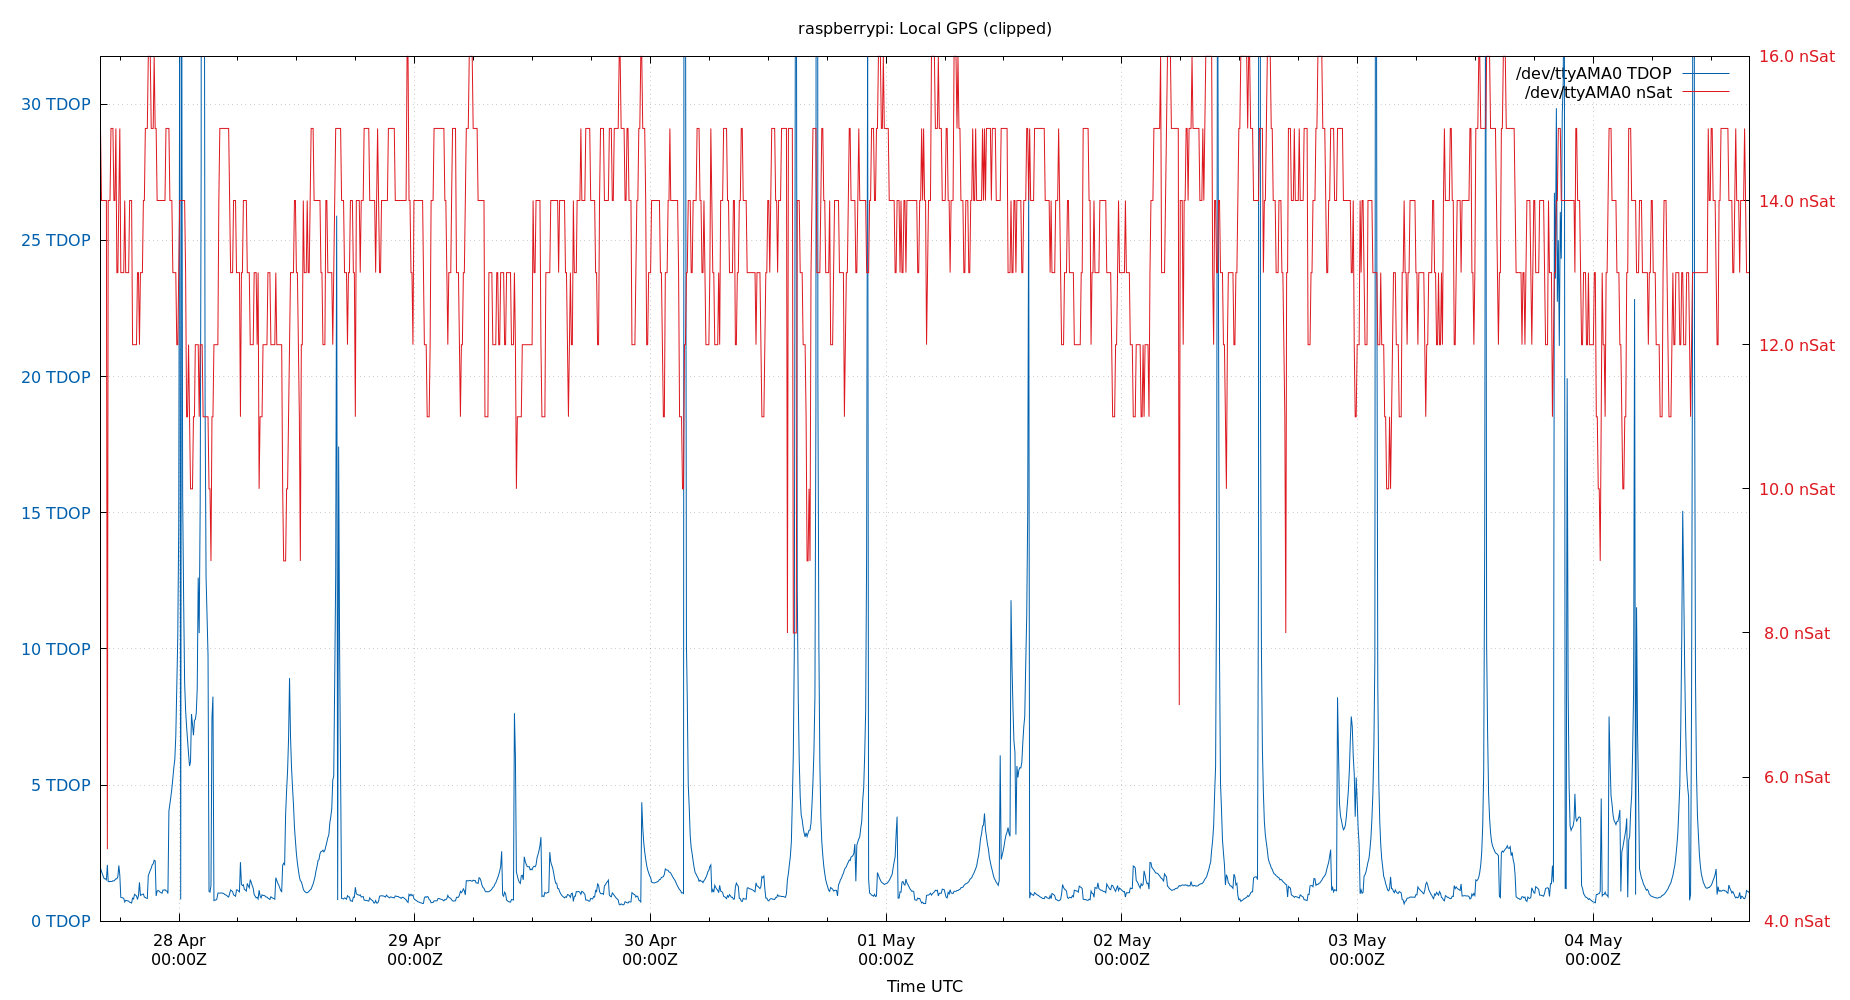 raspberrypi: Local GPS (clipped)
/dev/ttyAMA0 TDOP
/dev/ttyAMA0 nSat
30 TDOP
25 TDOP
20 TDOP
15 TDOP
10 TDOP
5 TDOP
0 TDOP
16.0 nSat
14.0 nSat
12.0 nSat
10.0 nSat
8.0 nSat
6.0 nSat
4.0 nSat
28 Apr
00:00Z
29 Apr
00:00Z
30 Apr
00:00Z
01 May
00:00Z
02 May
00:00Z
03 May
00:00Z
04 May
00:00Z
Time UTC